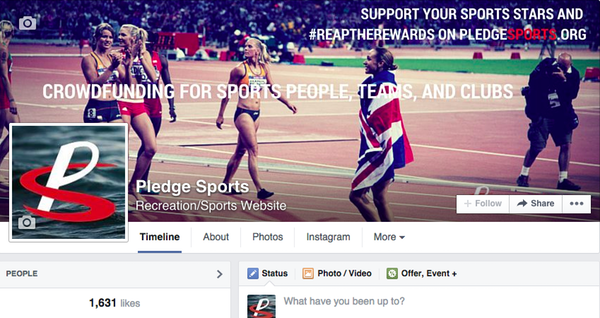 SUPPORT YOUR SPORTS STARS AND
#REAPTHEREWARDS ON PLEDGESPORTS.ORG
CROWDFUNDING FOR SPORTS PEOPLE, TEAMS, AND CLUBS
PS
Pledge Sports
Recreation/Sports Website
+ Follow Share •••
Timeline About Photos Instagram More
PEOPLE
1,631 likes
Status Photo / Video Offer, Event +
PS
What have you been up to?